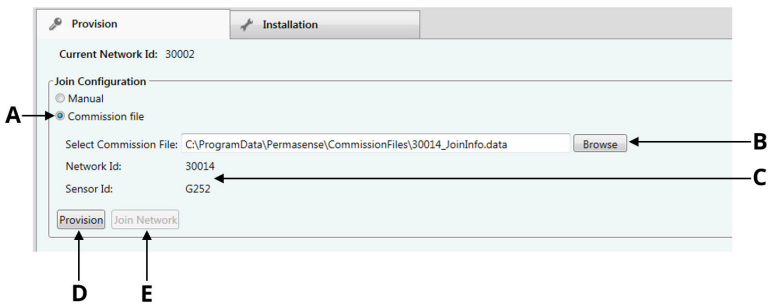 Provision
Installation
Current Network Id: 30002
Join Configuration
Manual
A
Commission file
Select Commission File: C:\ProgramData\Permasense\CommissionFiles\30014_JoinInfo.data Browse
B
Network Id: 30014
C
Sensor Id: G252
Provision Join Network
D E